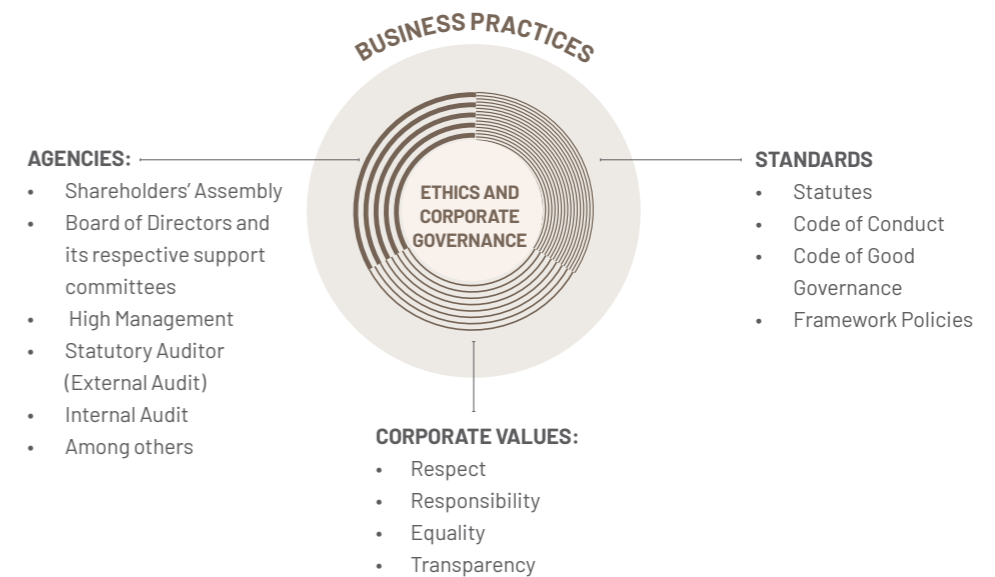 BUSINESS PRACTICES
ETHICS AND
CORPORATE
GOVERNANCE
AGENCIES:
• Shareholders’ Assembly
• Board of Directors and
its respective support
committees
• High Management
• Statutory Auditor
(External Audit)
• Internal Audit
• Among others
STANDARDS
• Statutes
• Code of Conduct
• Code of Good
Governance
• Framework Policies
CORPORATE VALUES:
• Respect
• Responsibility
• Equality
• Transparency